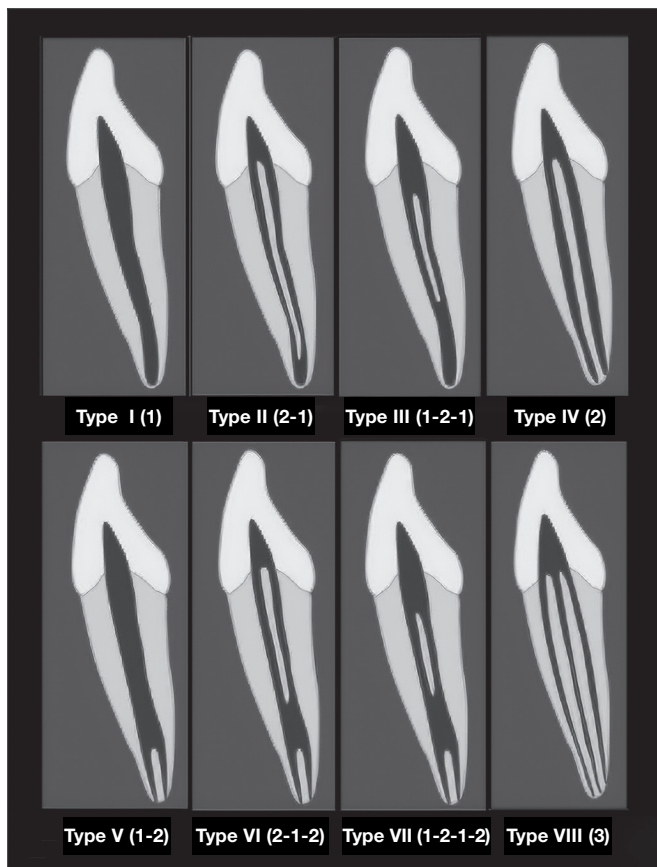 Type I (1)
Type II (2-1)
Type III (1-2-1)
Type IV (2)
Type V (1-2)
Type VI (2-1-2)
Type VII (1-2-1-2)
Type VIII (3)